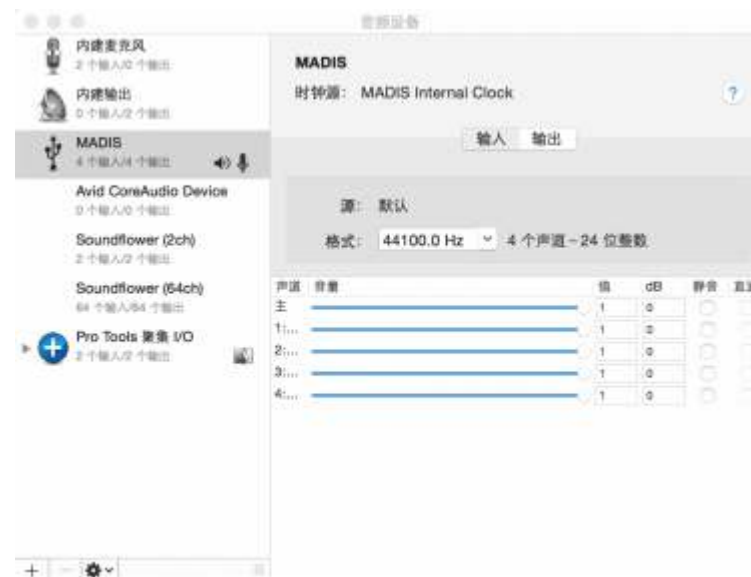 音频设备
内建麦克风
2 个输入/0 个输出
内建输出
0 个输入/2 个输出
MADIS
4 个输入/4 个输出
Avid CoreAudio Device
0 个输入/0 个输出
Soundflower (2ch)
2 个输入/2 个输出
Soundflower (64ch)
64 个输入/64 个输出
Pro Tools 聚集 I/O
2 个输入/2 个输出
MADIS
时钟源： MADIS Internal Clock
?
输入 输出
源： 默认
格式： 44100.0 Hz 4 个声道－24 位整数
声道 音量 值 dB 静音
主 1 0
1:... 1 0
2:... 1 0
3:... 1 0
4:... 1 0